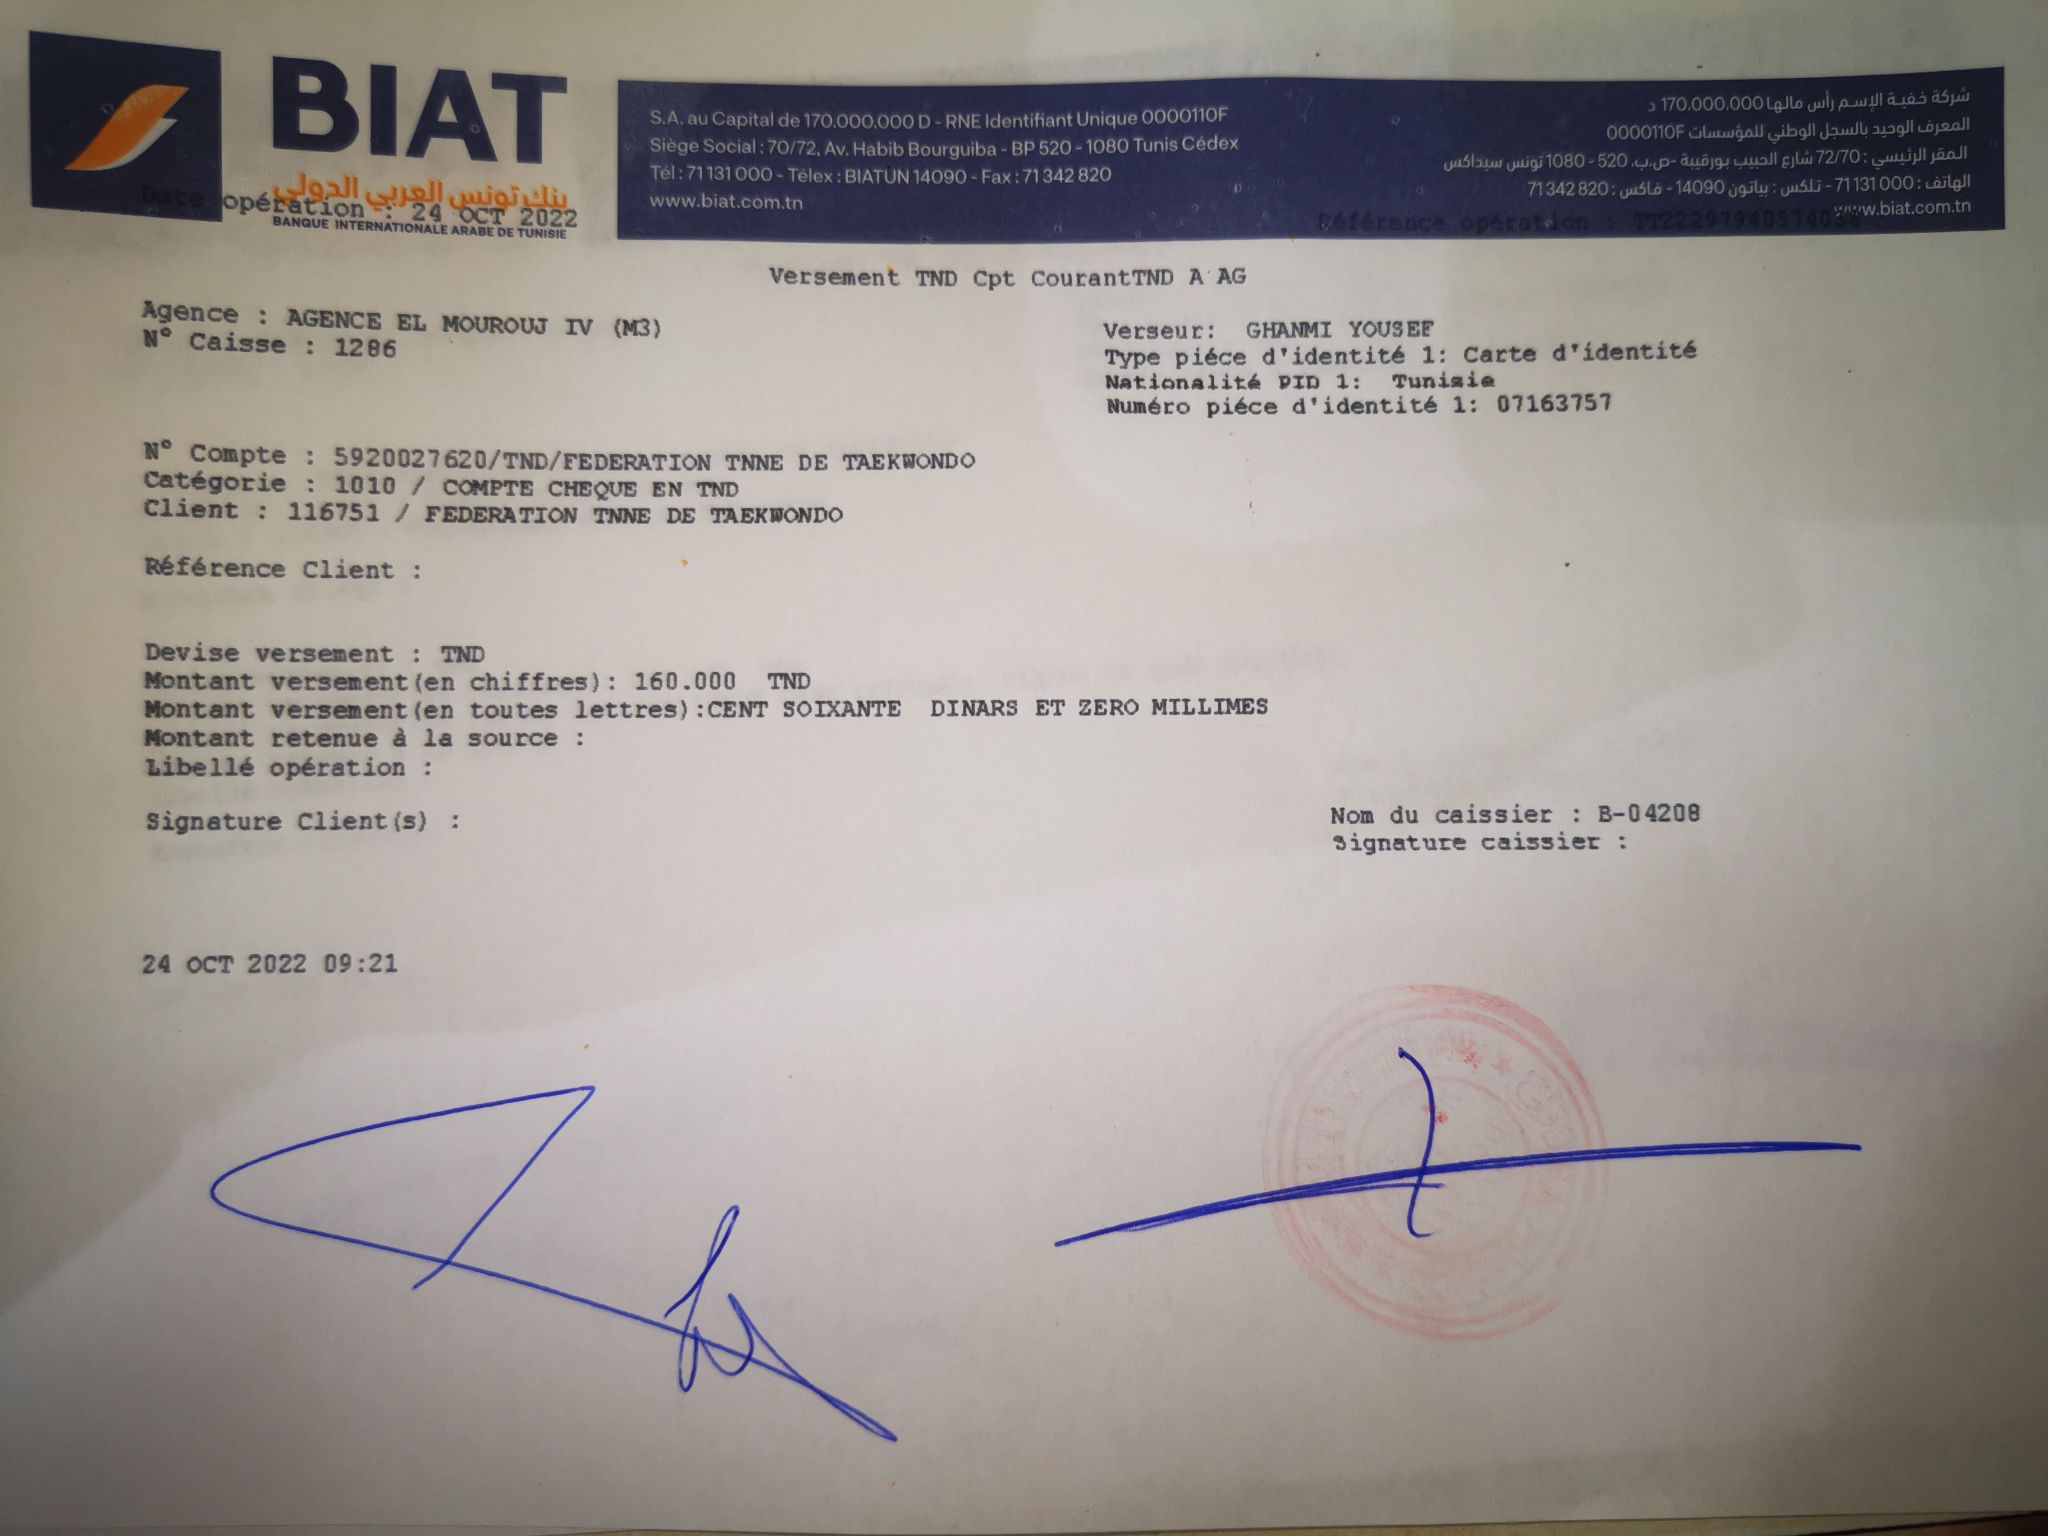 BIAT
بنك تونس العربي الدولي
BANQUE INTERNATIONALE ARABE DE TUNISIE
S.A. au Capital de 170.000.000 D - RNE Identifiant Unique 0000110F
Siège Social : 70/72, Av. Habib Bourguiba - BP 520 - 1080 Tunis Cédex
Tél : 71 131 000 - Télex : BIATÙN 14090 - Fax : 71 342 820
www.biat.com.tn
شركة خفية الإسم رأس مالها 170.000.000 د
المعرف الوحيد بالسجل الوطني للمؤسسات 0000110F
المقر الرئيسي : 72/70 شارع الحبيب بورقيبة -ص.ب. 520 - 1080 تونس سيداكس
الهاتف : 71131 000 - تلكس : بياتون 14090 - فاكس : 71 342 820
www.biat.com.tn
Date opération : 24 OCT 2022
Référence opération :
Versement TND Cpt CourantTND A AG
Agence : AGENCE EL MOUROUJ IV (M3)
N° Caisse : 1286
Verseur: GHANMI YOUSEF
Type piéce d'identité 1: Carte d'identité
Nationalité PID 1: Tunisie
Numéro piéce d'identité 1: 07163757
N° Compte : 5920027620/TND/FEDERATION TNNE DE TAEKWONDO
Catégorie : 1010 / COMPTE CHEQUE EN TND
Client : 116751 / FEDERATION TNNE DE TAEKWONDO
Référence Client :
Devise versement : TND
Montant versement(en chiffres): 160.000 TND
Montant versement(en toutes lettres):CENT SOIXANTE DINARS ET ZERO MILLIMES
Montant retenue à la source :
Libellé opération :
Signature Client(s) :
Nom du caissier : B-04208
Signature caissier :
24 OCT 2022 09:21